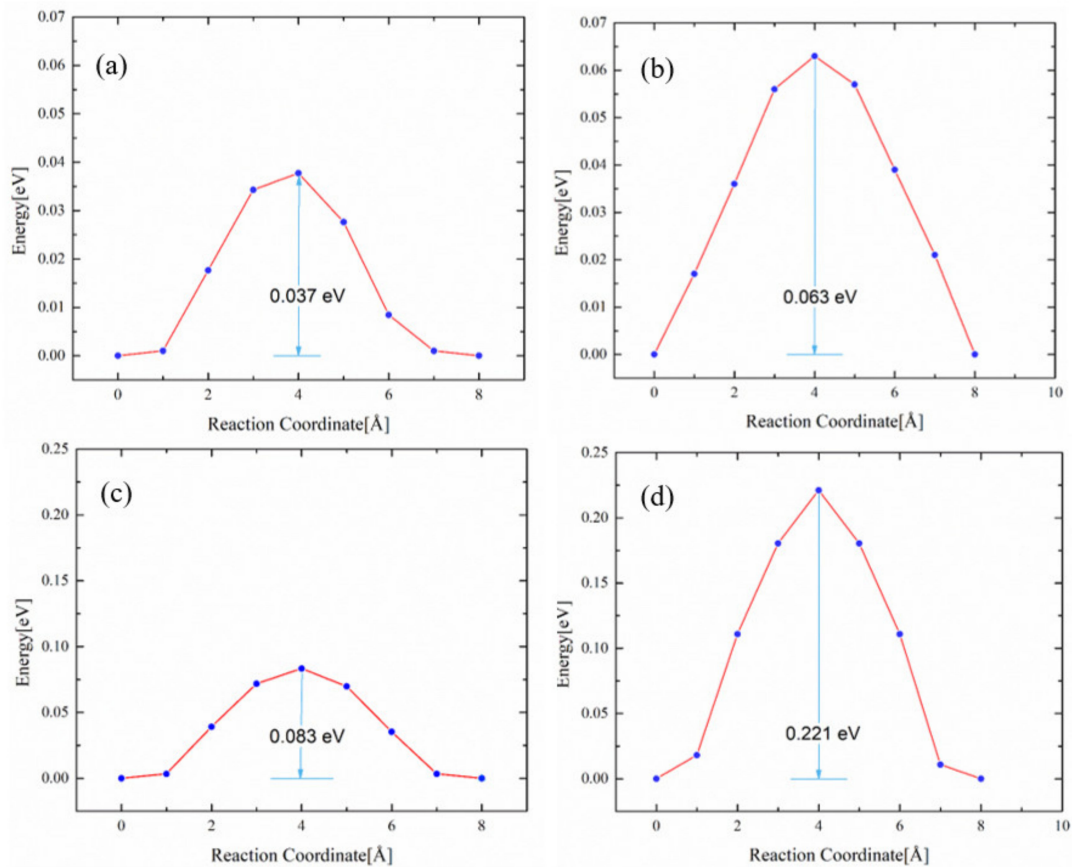 (a)
0.07
0.06
0.05
0.04
0.03
0.02
0.01
0.00
Energy[eV]
0.037 eV
0 2 4 6 8
Reaction Coordinate[Å]
(b)
0.07
0.06
0.05
0.04
0.03
0.02
0.01
0.00
Energy[eV]
0.063 eV
0 2 4 6 8 10
Reaction Coordinate[Å]
(c)
0.25
0.20
0.15
0.10
0.05
0.00
Energy[eV]
0.083 eV
0 2 4 6 8
Reaction Coordinate[Å]
(d)
0.25
0.20
0.15
0.10
0.05
0.00
Energy[eV]
0.221 eV
0 2 4 6 8 10
Reaction Coordinate[Å]